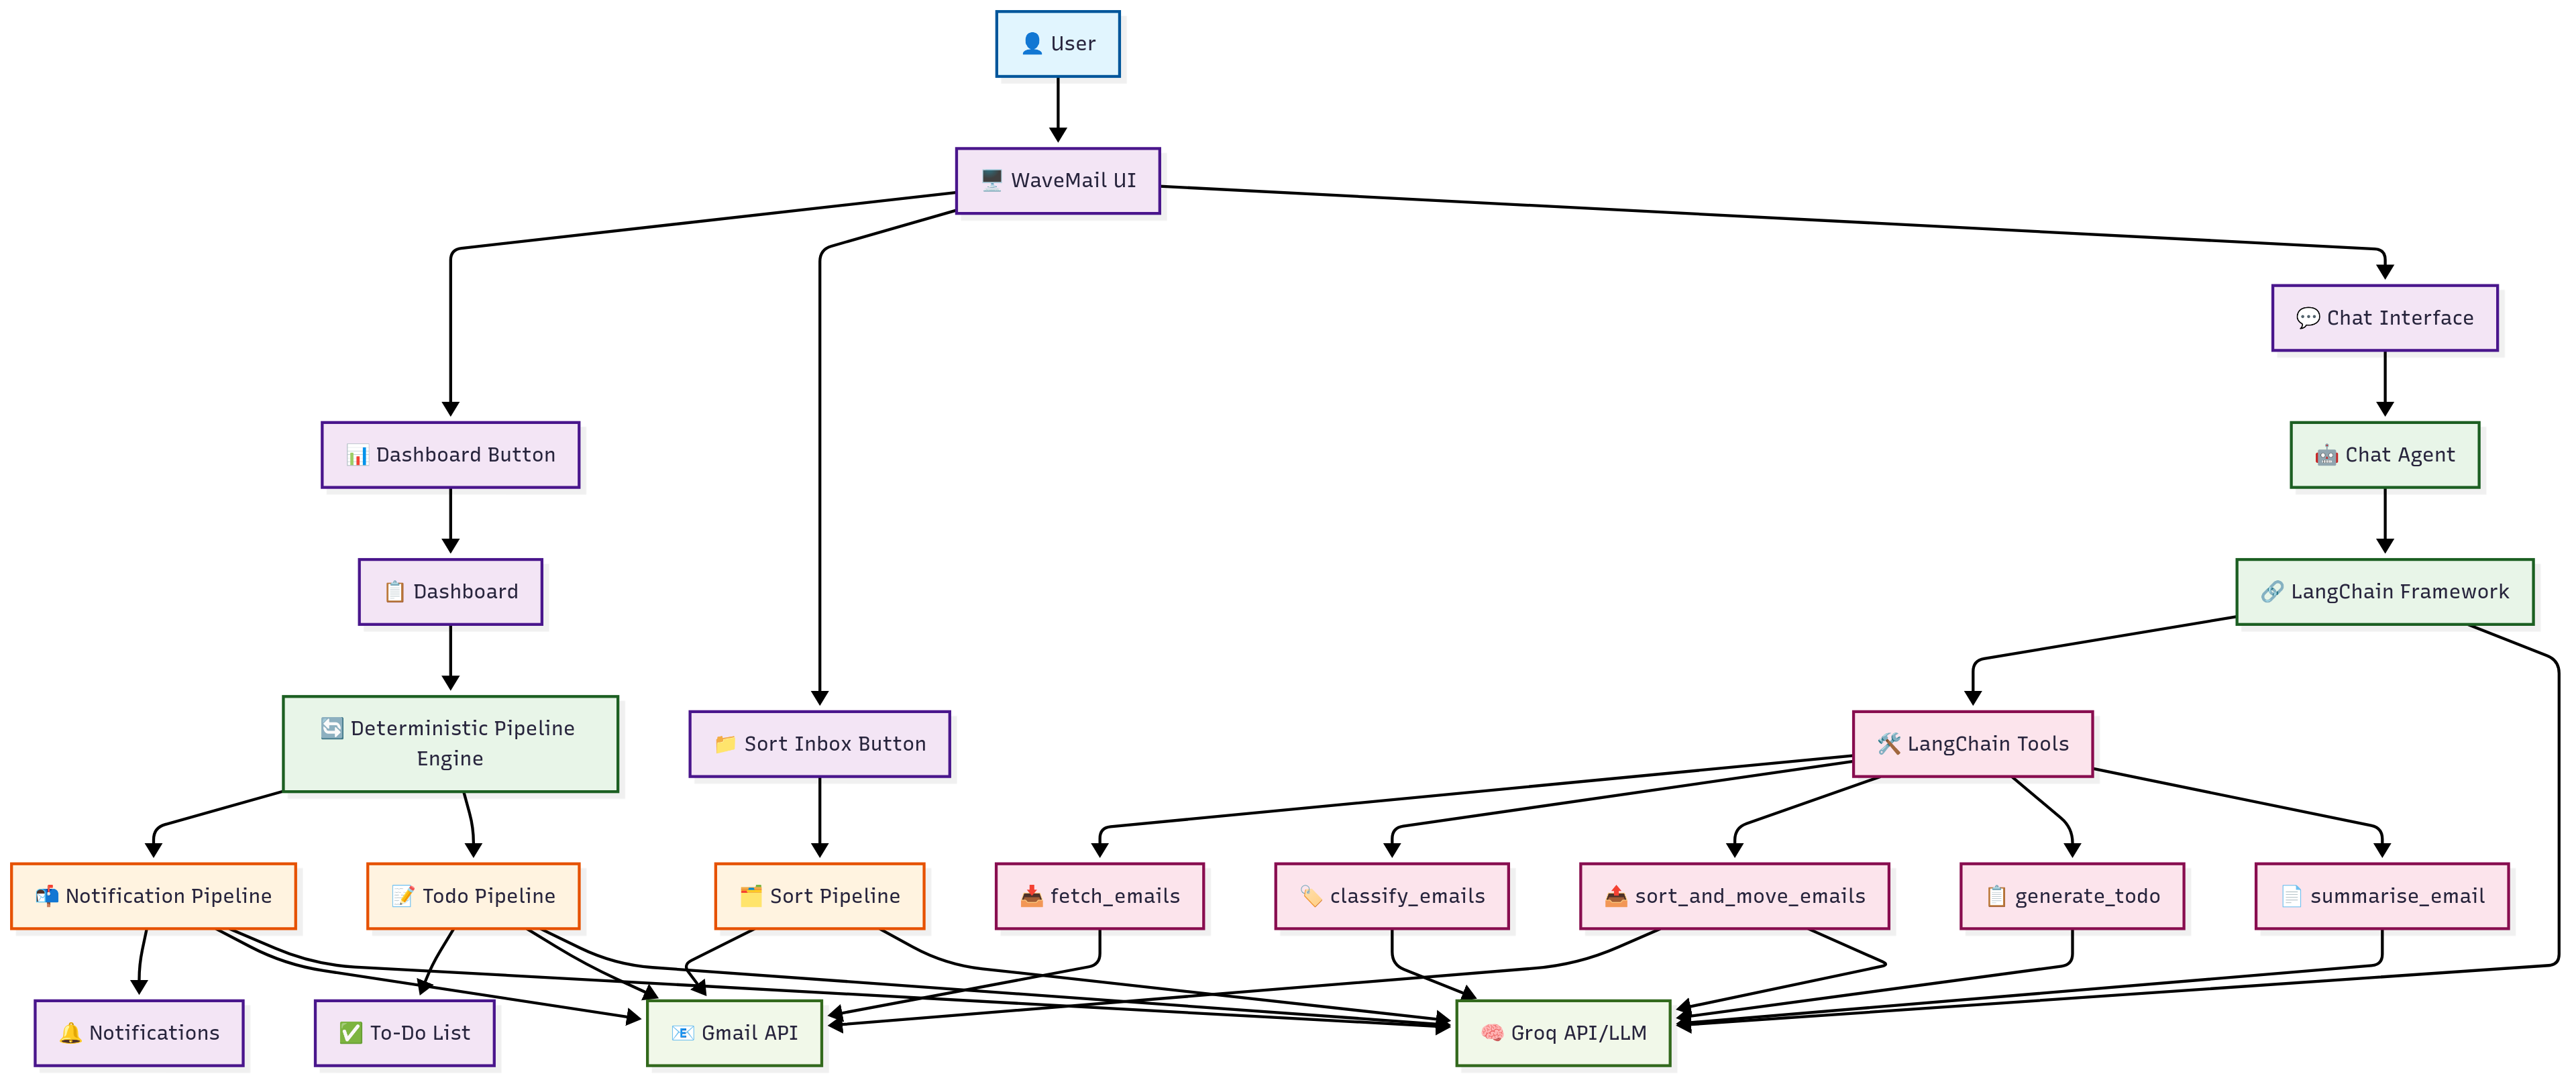 User
WaveMail UI
Chat Interface
Dashboard Button
Chat Agent
Dashboard
LangChain Framework
Deterministic Pipeline
Engine
Sort Inbox Button
LangChain Tools
Notification Pipeline
Todo Pipeline
Sort Pipeline
fetch_emails
classify_emails
sort_and_move_emails
generate_todo
summarise_email
Notifications
To-Do List
Gmail API
Groq API/LLM